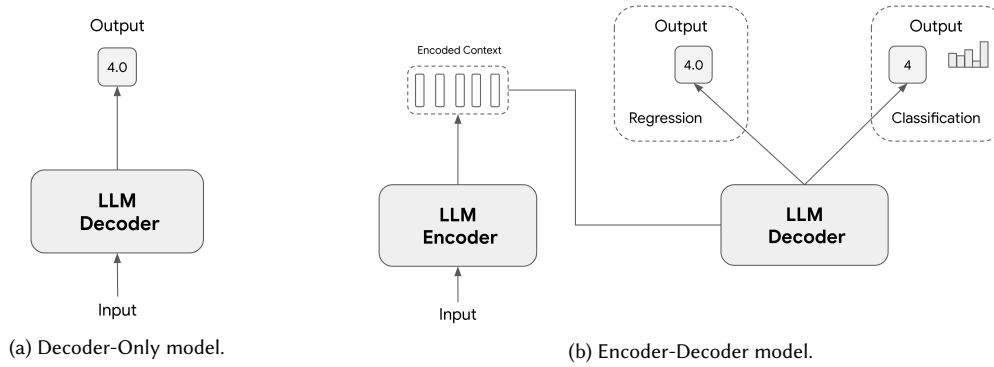 Output
4.0
LLM
Decoder
Input
(a) Decoder-Only model.
Encoded Context
LLM
Encoder
Input
Output
4.0
Regression
Output
4
Classification
LLM
Decoder
(b) Encoder-Decoder model.